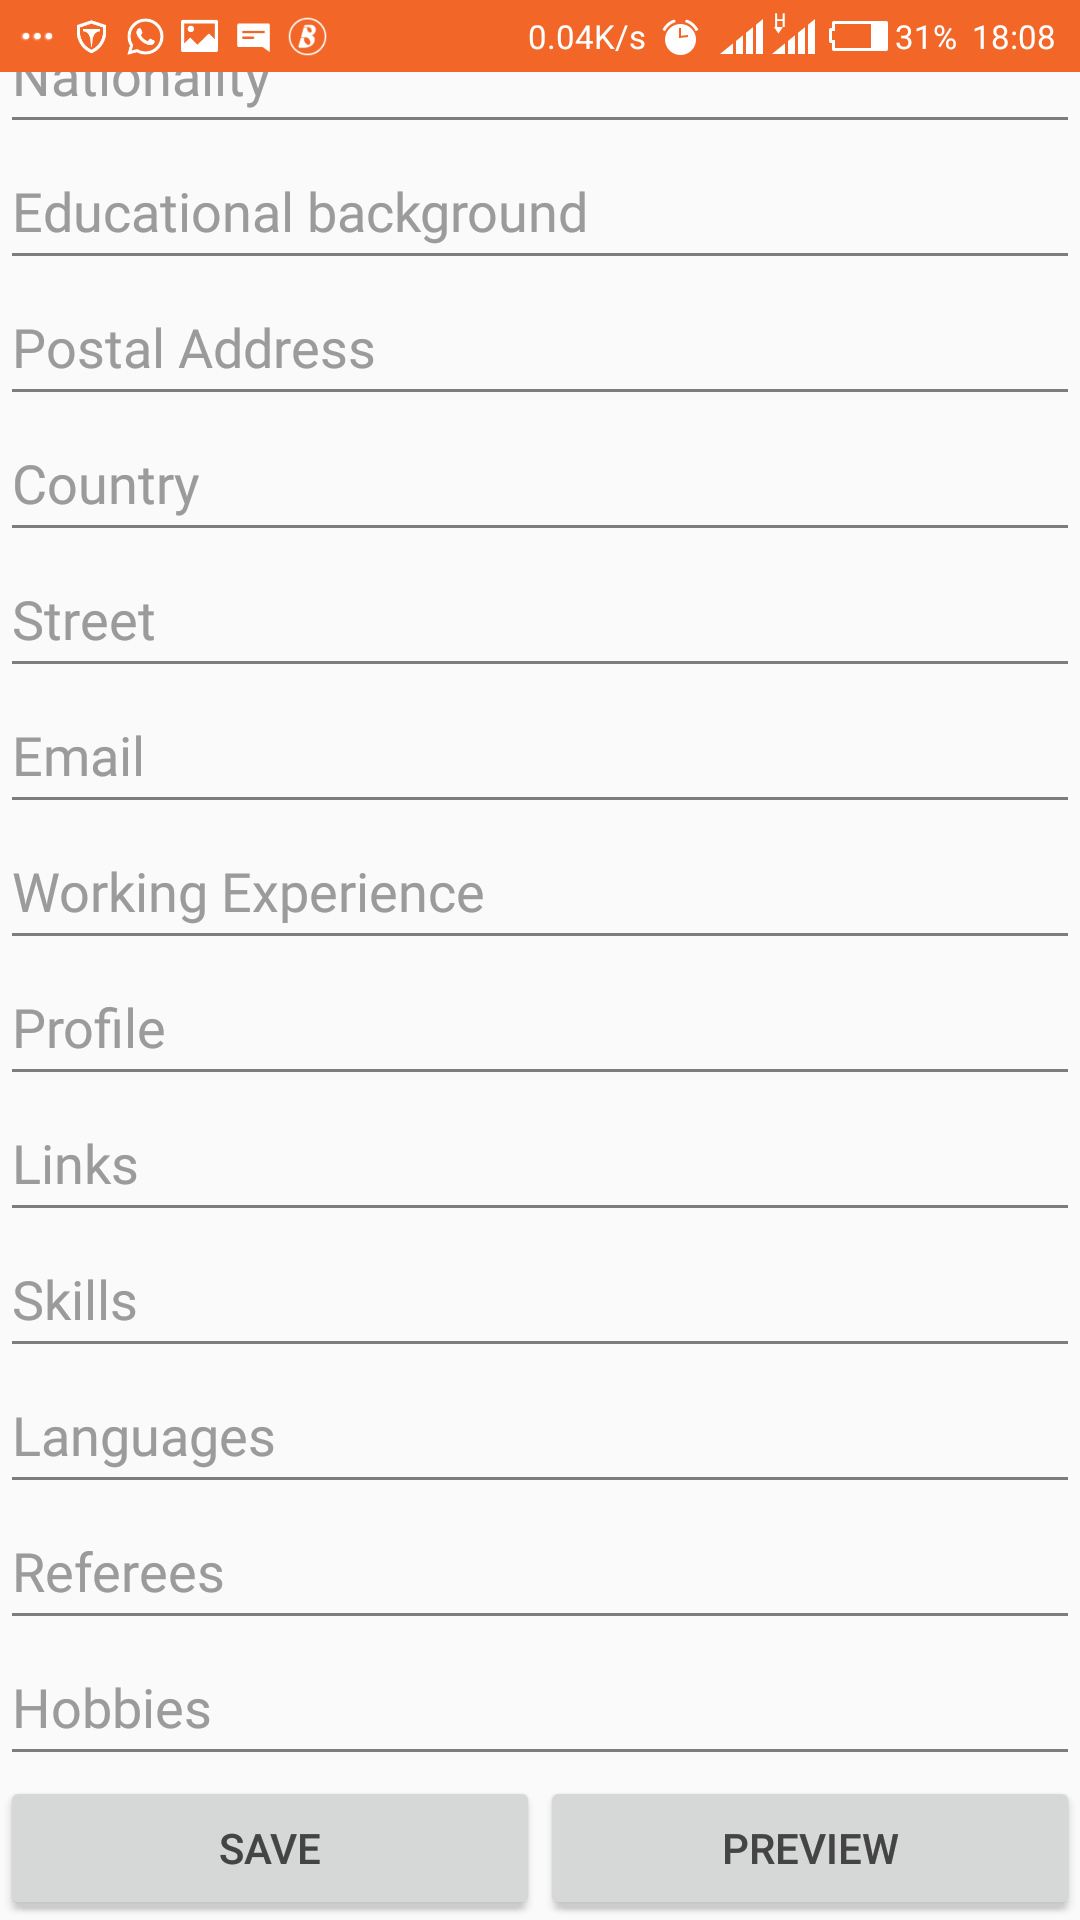 0.04K/s H 31% 18:08
Nationality
Educational background
Postal Address
Country
Street
Email
Working Experience
Profile
Links
Skills
Languages
Referees
Hobbies
SAVE PREVIEW